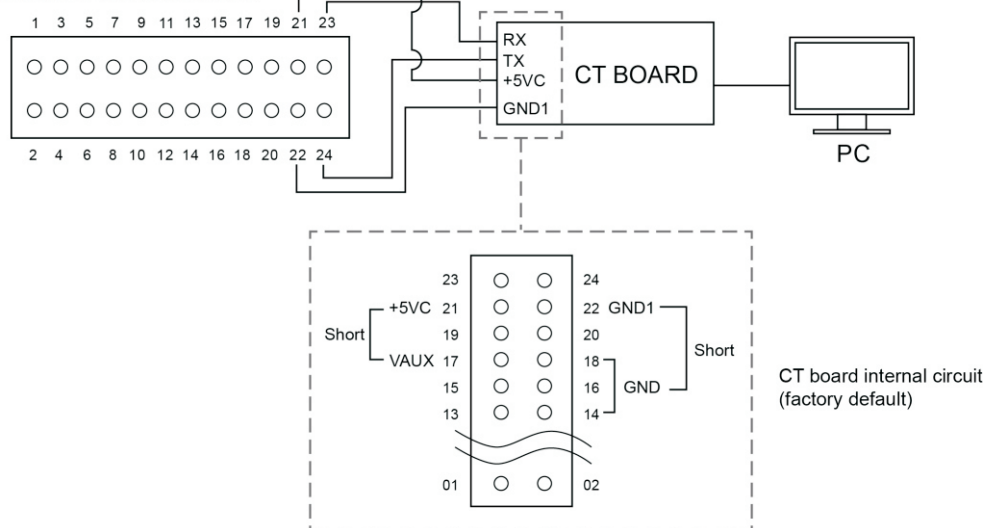 1 3 5 7 9 11 13 15 17 19 21 23
2 4 6 8 10 12 14 16 18 20 22 24
RX
TX
+5VC
GND1
CT BOARD
PC
23 24
+5VC 21 22 GND1
19 20
Short
VAUX 17 18
Short
15 16 GND
13 14
01 02
CT board internal circuit
(factory default)